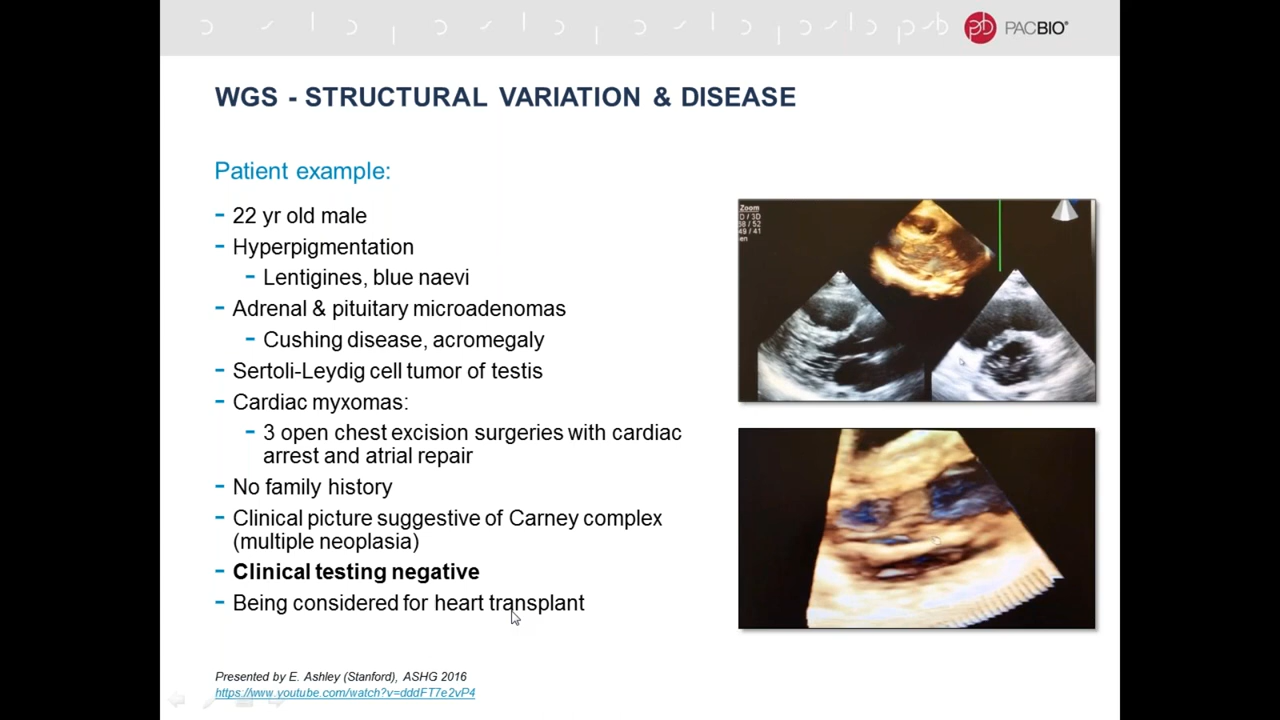 PACBIO®
WGS - STRUCTURAL VARIATION & DISEASE
Patient example:
- 22 yr old male
- Hyperpigmentation
- Lentigines, blue naevi
- Adrenal & pituitary microadenomas
- Cushing disease, acromegaly
- Sertoli-Leydig cell tumor of testis
- Cardiac myxomas:
- 3 open chest excision surgeries with cardiac
arrest and atrial repair
- No family history
- Clinical picture suggestive of Carney complex
(multiple neoplasia)
- Clinical testing negative
- Being considered for heart transplant
Zoom
Presented by E. Ashley (Stanford), ASHG 2016
https://www.youtube.com/watch?v=dddFT7e2vP4